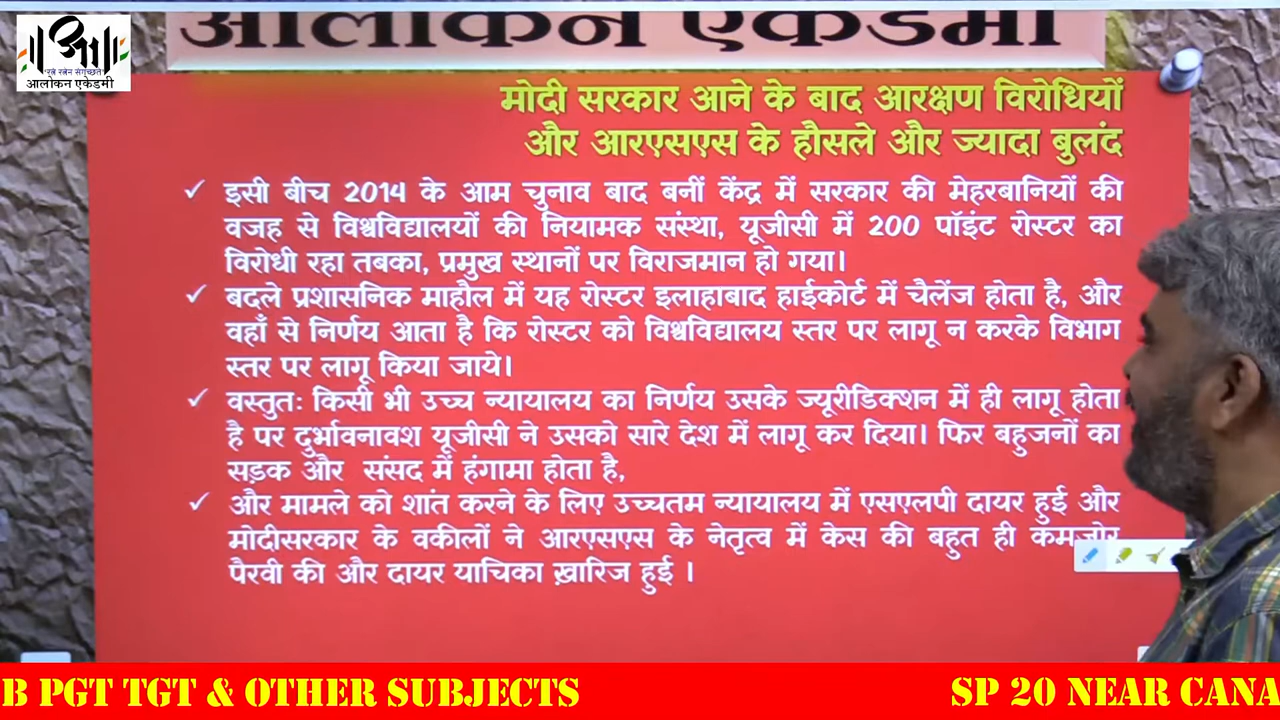 आलोकन एकेडमी
आ
रत्नं रत्नेन संगच्छते
आलोकन एकेडमी
मोदी सरकार आने के बाद आरक्षण विरोधियों
और आरएसएस के हौसले और ज्यादा बुलंद
✓ इसी बीच 2014 के आम चुनाव बाद बनीं केंद्र में सरकार की मेहरबानियों की
वजह से विश्वविद्यालयों की नियामक संस्था, यूजीसी में 200 पॉइंट रोस्टर का
विरोधी रहा तबका, प्रमुख स्थानों पर विराजमान हो गया।
✓ बदले प्रशासनिक माहौल में यह रोस्टर इलाहाबाद हाईकोर्ट में चैलेंज होता है, और
वहाँ से निर्णय आता है कि रोस्टर को विश्वविद्यालय स्तर पर लागू न करके विभाग
स्तर पर लागू किया जाये।
✓ वस्तुतः किसी भी उच्च न्यायालय का निर्णय उसके ज्यूरीडिक्शन में ही लागू होता
है पर दुर्भावनावश यूजीसी ने उसको सारे देश में लागू कर दिया। फिर बहुजनों का
सड़क और संसद में हंगामा होता है,
✓ और मामले को शांत करने के लिए उच्चतम न्यायालय में एसएलपी दायर हुई और
मोदीसरकार के वकीलों ने आरएसएस के नेतृत्व में केस की बहुत ही कमजोर
पैरवी की और दायर याचिका ख़ारिज हुई ।
B PGT TGT & OTHER SUBJECTS SP 20 NEAR CANA